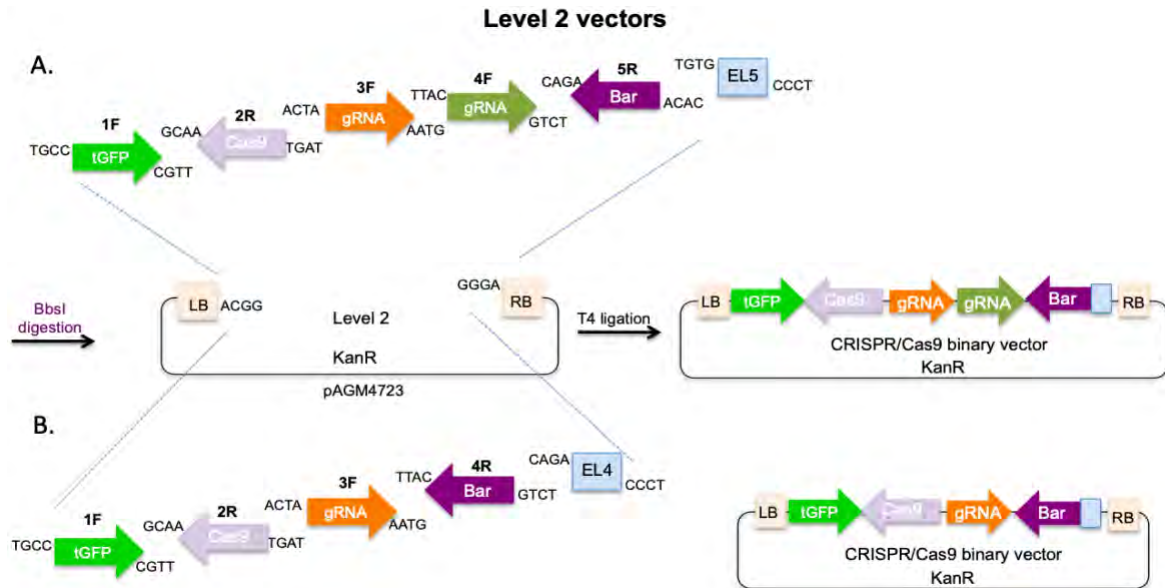 Level 2 vectors
A.
1F
TGCC
tGFP
CGTT
2R
GCAA
Cas9
TGAT
3F
ACTA
gRNA
AATG
4F
TTAC
gRNA
GTCT
5R
CAGA
Bar
ACAC
TGTG
EL5
CCCT
BbsI
digestion
LB
ACGG
GGGA
RB
Level 2
KanR
pAGM4723
T4 ligation
LB
tGFP
Cas9
gRNA
gRNA
Bar
RB
CRISPR/Cas9 binary vector
KanR
B.
1F
TGCC
tGFP
CGTT
2R
GCAA
Cas9
TGAT
3F
ACTA
gRNA
AATG
4R
TTAC
Bar
GTCT
CAGA
EL4
CCCT
LB
tGFP
Cas9
gRNA
Bar
RB
CRISPR/Cas9 binary vector
KanR